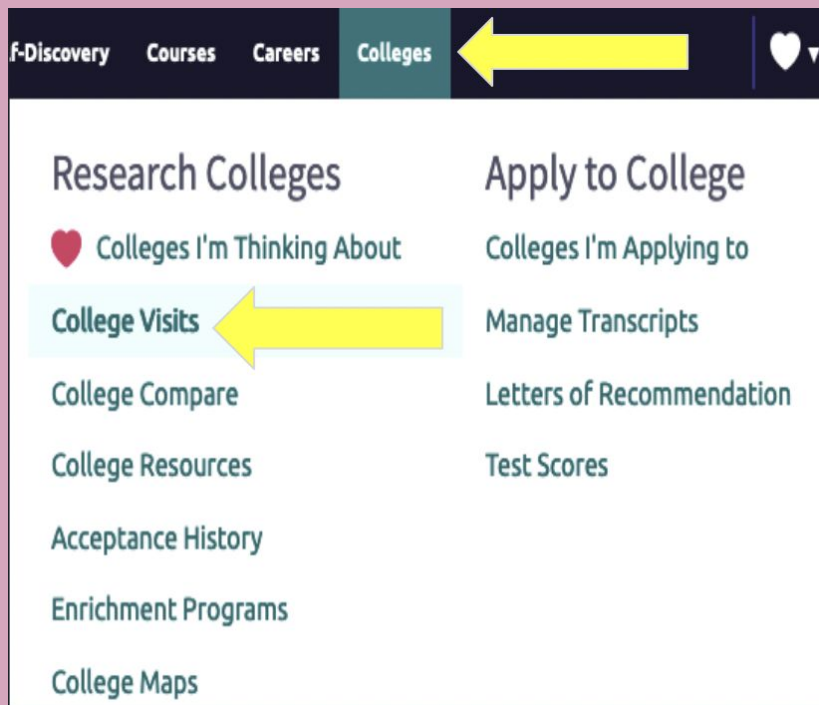 f-Discovery Courses Careers Colleges
Research Colleges
Colleges I'm Thinking About
College Visits
College Compare
College Resources
Acceptance History
Enrichment Programs
College Maps
Apply to College
Colleges I'm Applying to
Manage Transcripts
Letters of Recommendation
Test Scores